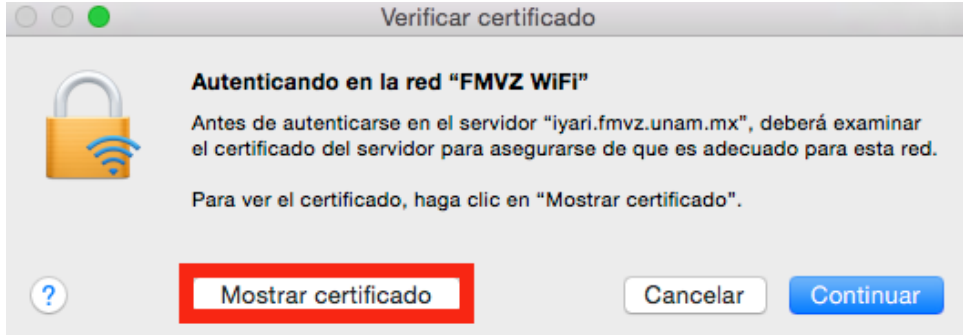 Verificar certificado
Autenticando en la red “FMVZ WiFi”
Antes de autenticarse en el servidor “iyari.fmvz.unam.mx”, deberá examinar
el certificado del servidor para asegurarse de que es adecuado para esta red.
Para ver el certificado, haga clic en “Mostrar certificado”.
? Mostrar certificado Cancelar Continuar